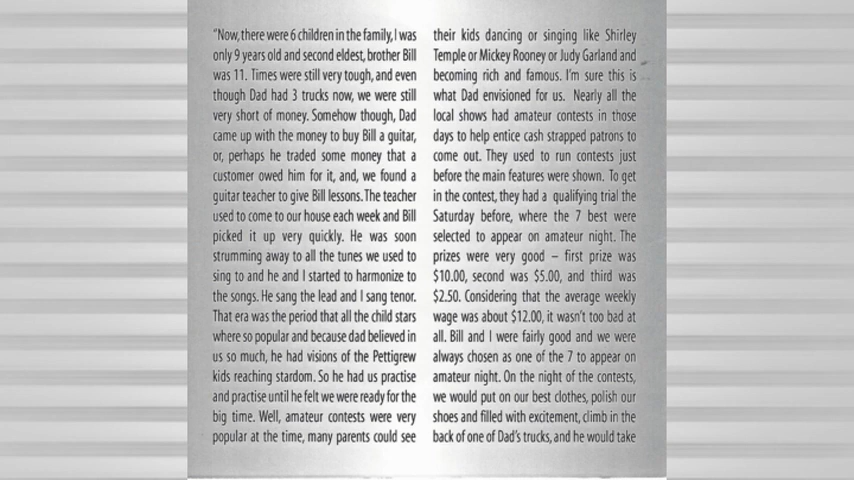 "Now, there were 6 children in the family, I was
only 9 years old and second eldest, brother Bill
was 11. Times were still very tough, and even
though Dad had 3 trucks now, we were still
very short of money. Somehow though, Dad
came up with the money to buy Bill a guitar,
or, perhaps he traded some money that a
customer owed him for it, and, we found a
guitar teacher to give Bill lessons. The teacher
used to come to our house each week and Bill
picked it up very quickly. He was soon
strumming away to all the tunes we used to
sing to and he and I started to harmonize to
the songs. He sang the lead and I sang tenor.
That era was the period that all the child stars
where so popular and because dad believed in
us so much, he had visions of the Pettigrew
kids reaching stardom. So he had us practise
and practise until he felt we were ready for the
big time. Well, amateur contests were very
popular at the time, many parents could see
their kids dancing or singing like Shirley
Temple or Mickey Rooney or Judy Garland and
becoming rich and famous. I'm sure this is
what Dad envisioned for us. Nearly all the
local shows had amateur contests in those
days to help entice cash strapped patrons to
come out. They used to run contests just
before the main features were shown. To get
in the contest, they had a qualifying trial the
Saturday before, where the 7 best were
selected to appear on amateur night. The
prizes were very good – first prize was
$10.00, second was $5.00, and third was
$2.50. Considering that the average weekly
wage was about $12.00, it wasn't too bad at
all. Bill and I were fairly good and we were
always chosen as one of the 7 to appear on
amateur night. On the night of the contests,
we would put on our best clothes, polish our
shoes and filled with excitement, climb in the
back of one of Dad's trucks, and he would take